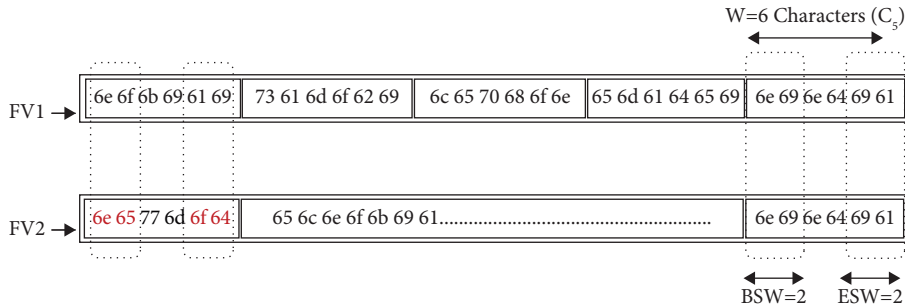 W=6 Characters (C5)
FV1 6e 6f 6b 69 61 69 73 61 6d 6f 62 69 6c 65 70 68 6f 6e 65 6d 61 64 65 69 6e 69 6e 64 69 61
FV2 6e 65 77 6d 6f 64 65 6c 6e 6f 6b 69 61................................................... 6e 69 6e 64 69 61
BSW=2 ESW=2